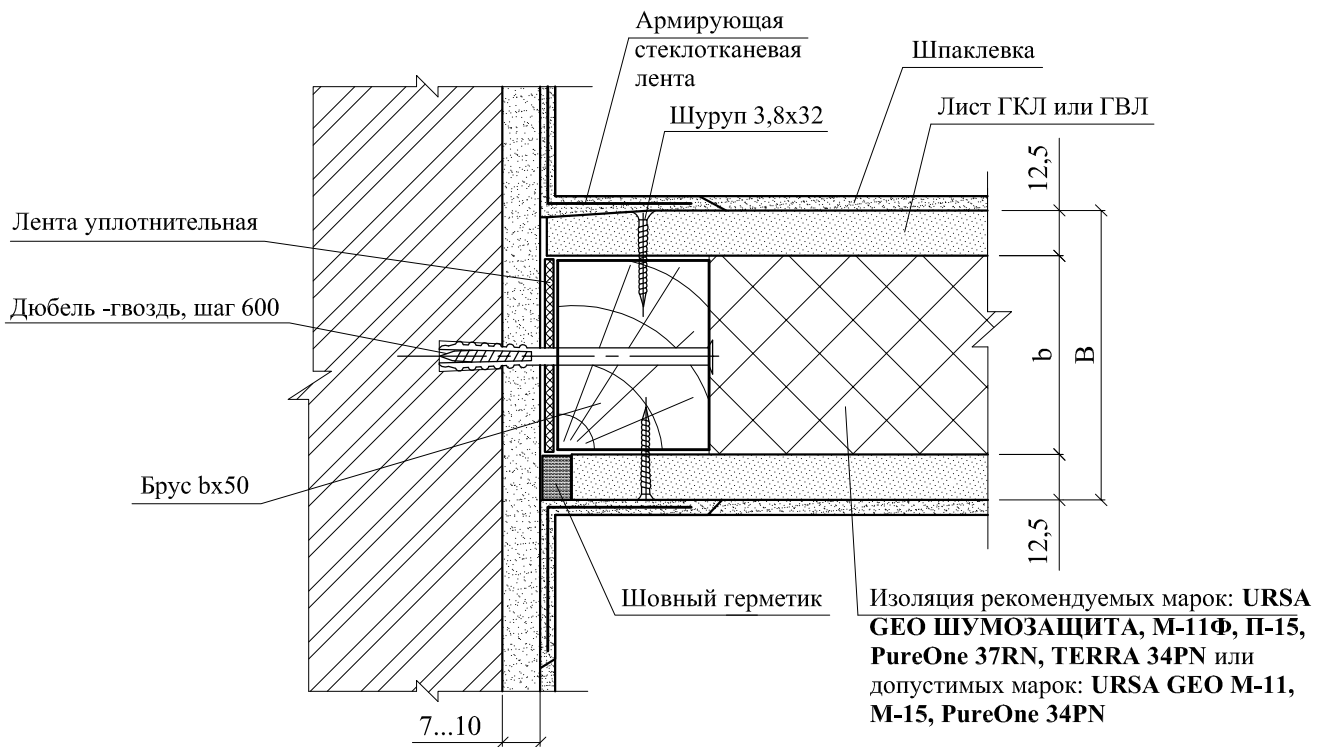 Армирующая
стеклотканевая
лента
Шпаклевка
Шуруп 3,8х32
Лист ГКЛ или ГВЛ
12,5
Лента уплотнительная
Дюбель -гвоздь, шаг 600
b
B
Брус bx50
12,5
Шовный герметик
Изоляция рекомендуемых марок: URSA
GEO ШУМОЗАЩИТА, М-11Ф, П-15,
PureOne 37RN, TERRA 34PN или
допустимых марок: URSA GEO М-11,
М-15, PureOne 34PN
7...10